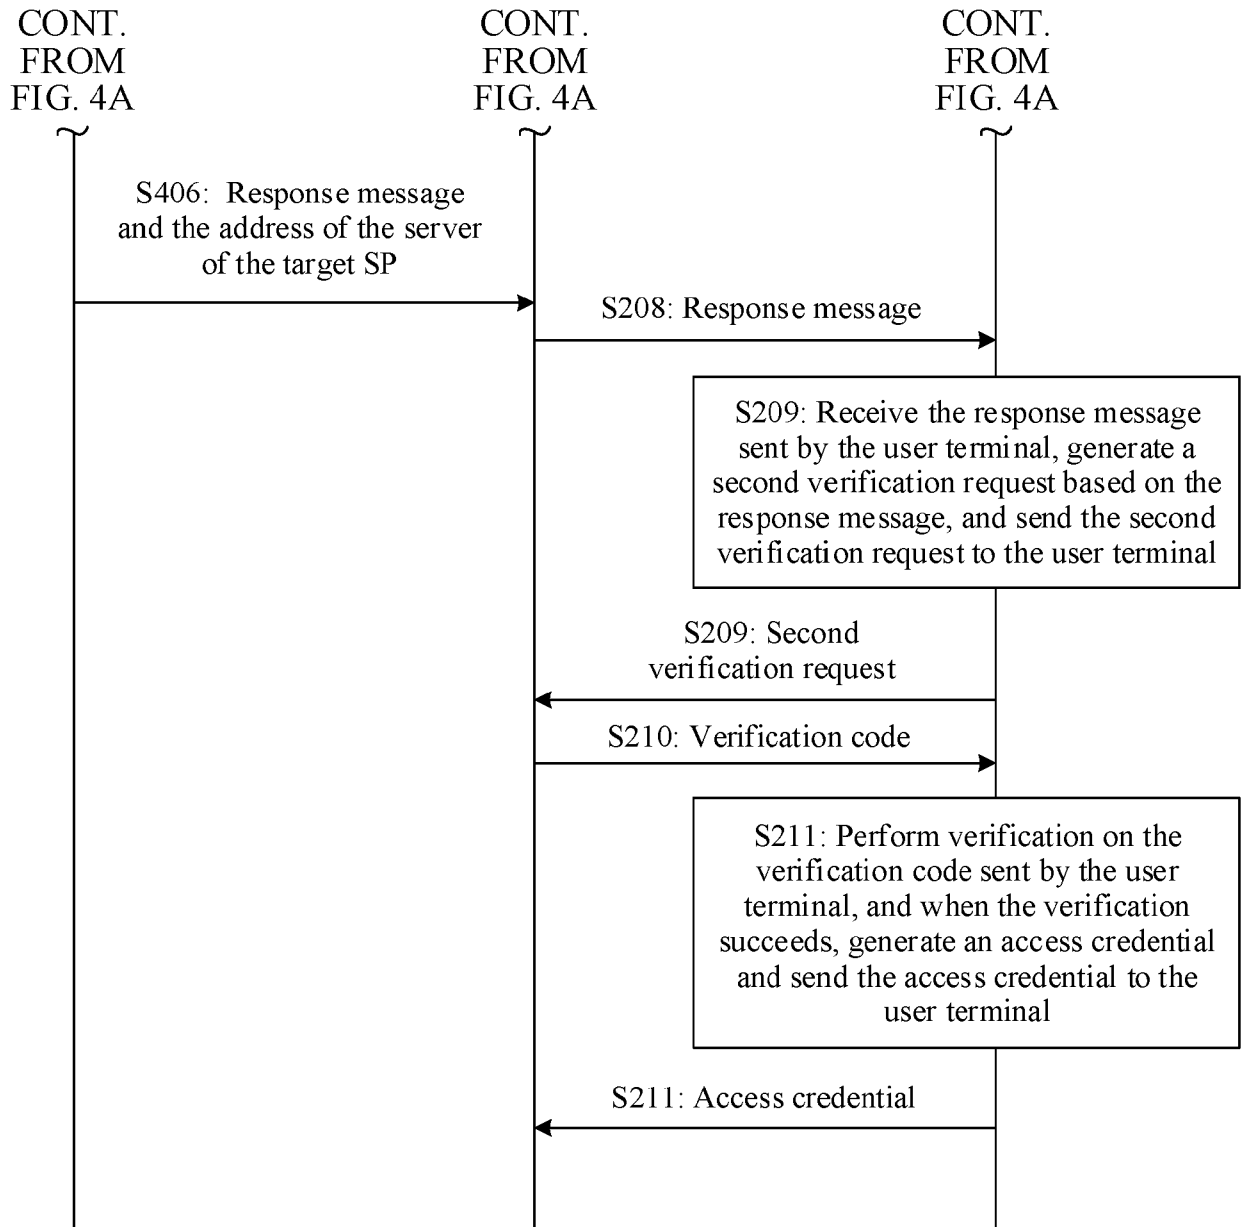 CONT.
FROM
FIG. 4A
CONT.
FROM
FIG. 4A
CONT.
FROM
FIG. 4A
S406: Response message
and the address of the server
of the target SP
S208: Response message
S209: Receive the response message
sent by the user terminal, generate a
second verification request based on the
response message, and send the second
verification request to the user terminal
S209: Second
verification request
S210: Verification code
S211: Perform verification on the
verification code sent by the user
terminal, and when the verification
succeeds, generate an access credential
and send the access credential to the
user terminal
S211: Access credential